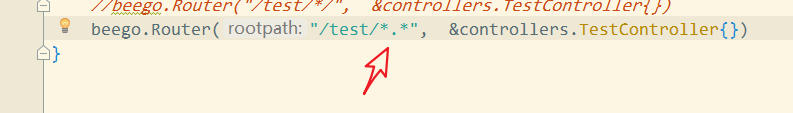 //beego.Router("/test/*/", &controllers.TestController{})
beego.Router( rootpath: "/test/*.*", &controllers.TestController{})
}